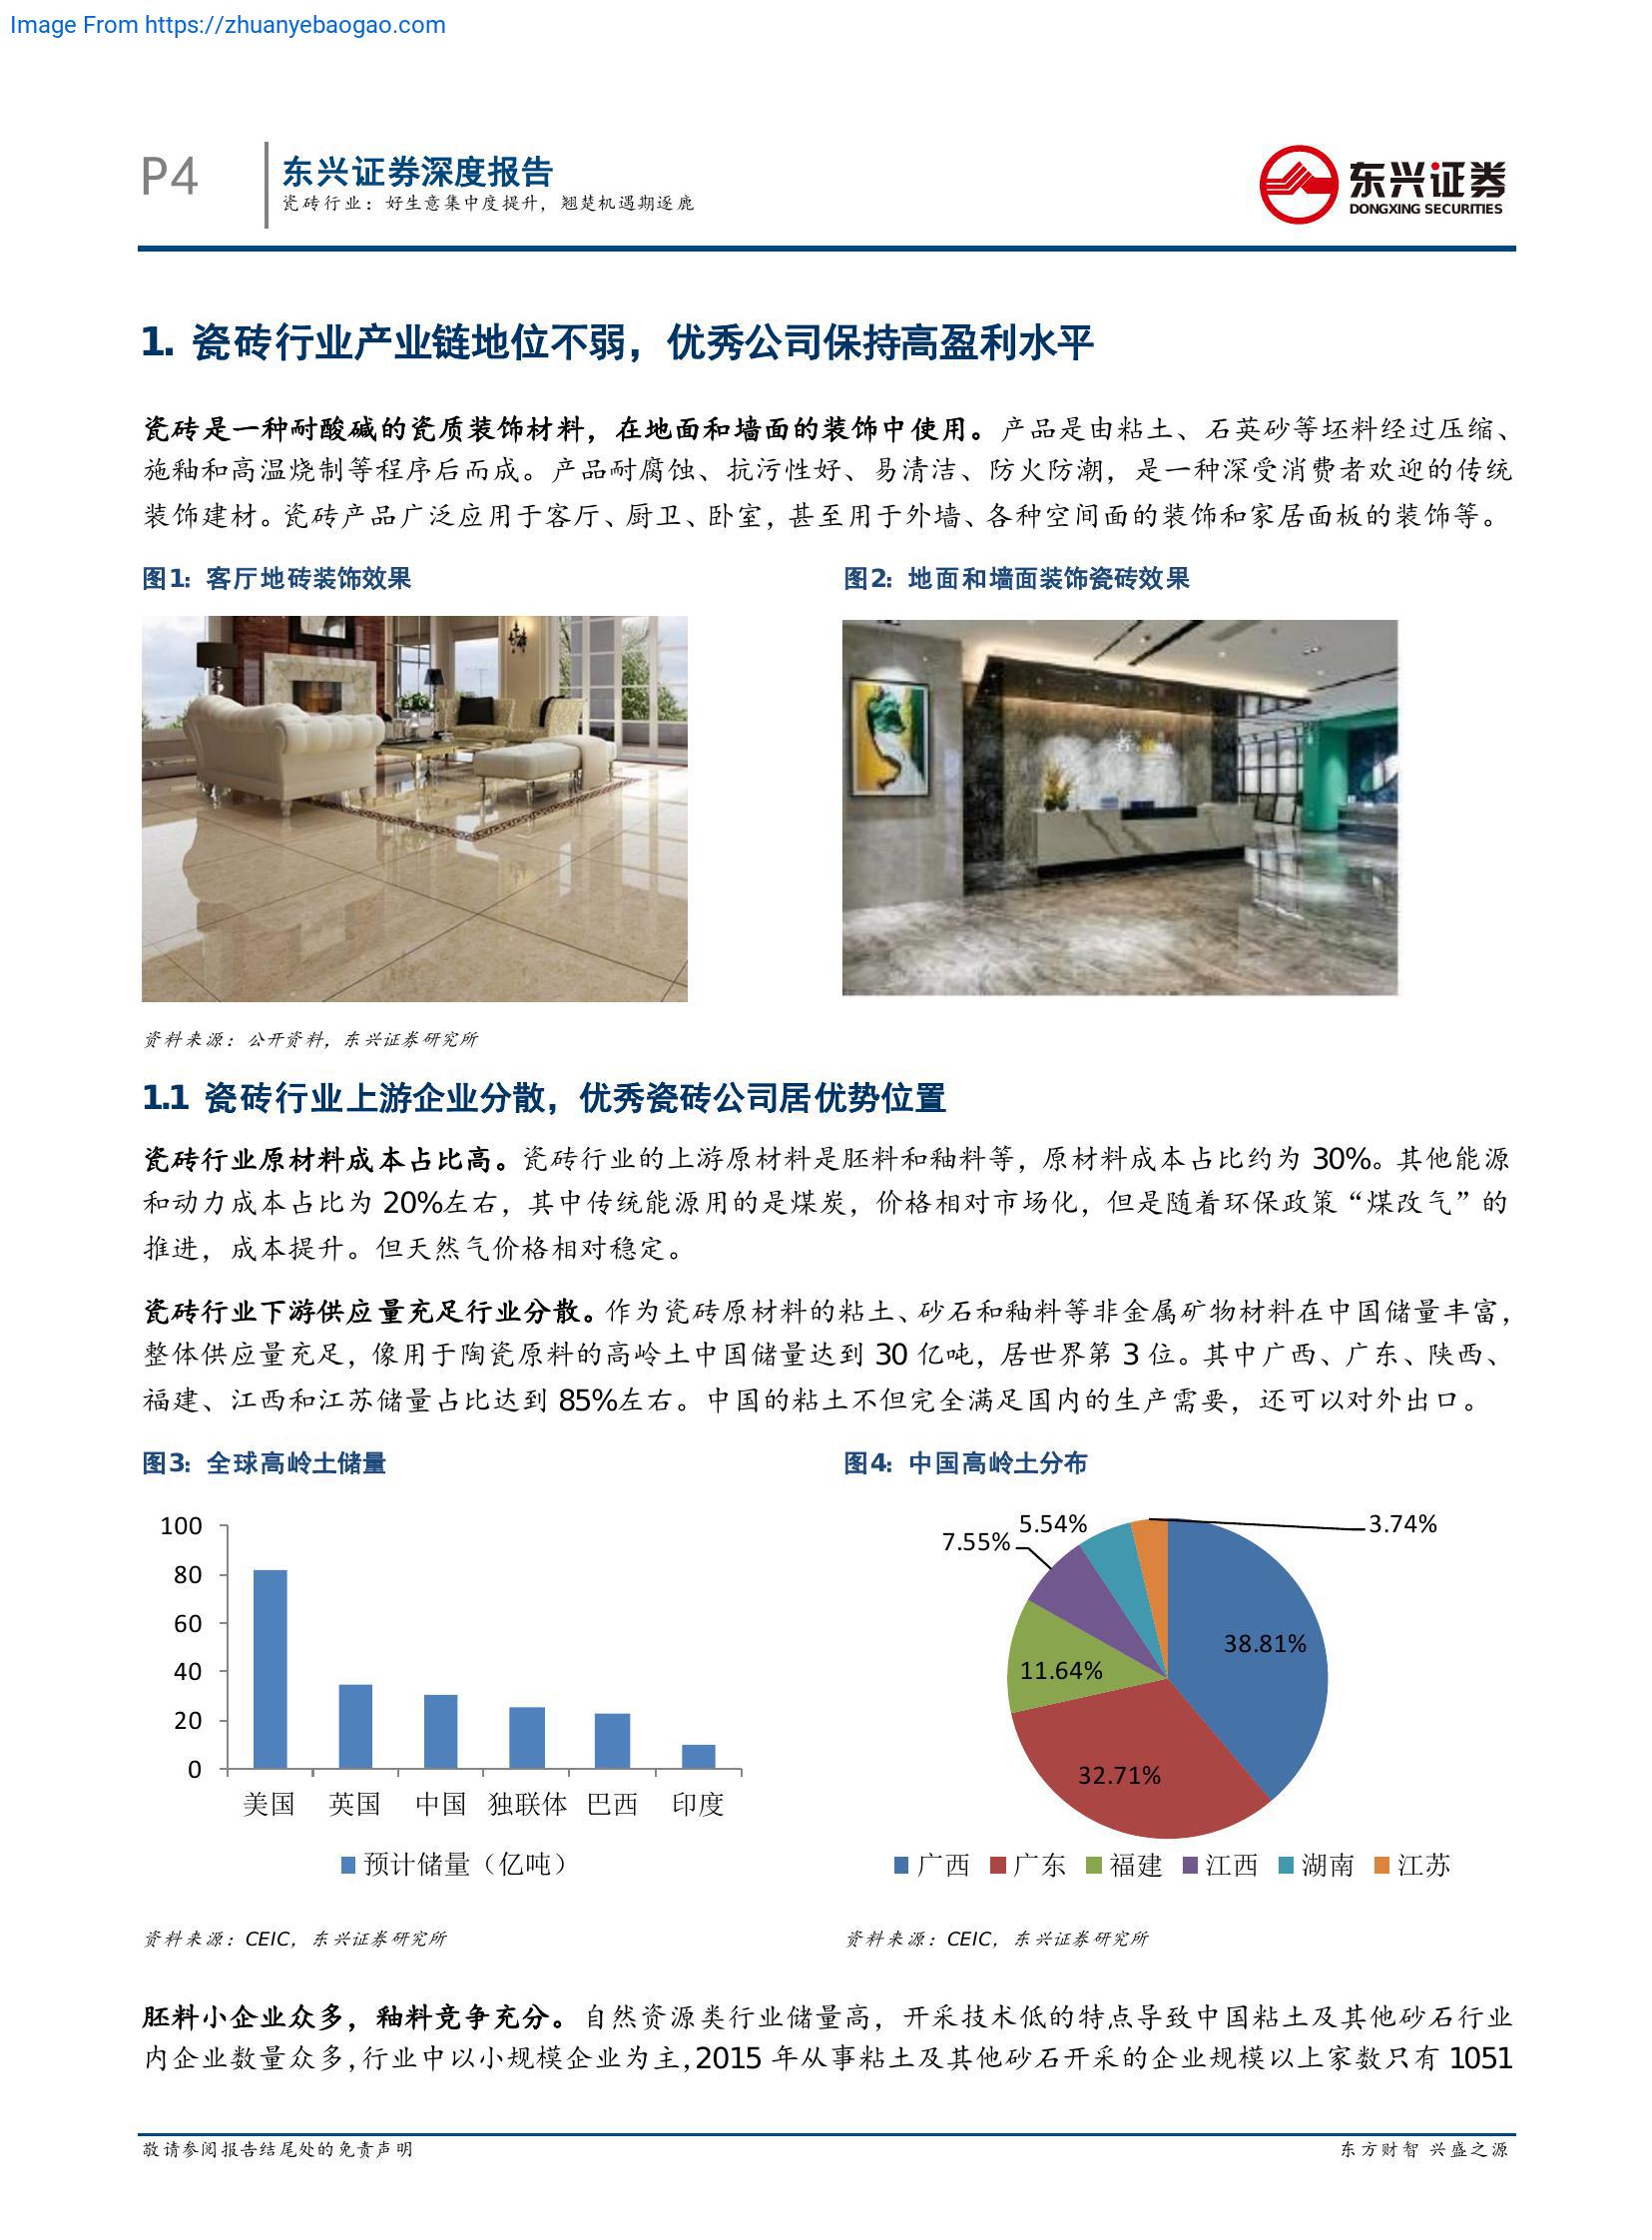 Image From https://zhuanyebaogao.com
P4
东兴证券深度报告
瓷砖行业：好生意集中度提升，翘楚机遇期逐鹿
东兴证券
DONGXING SECURITIES
1. 瓷砖行业产业链地位不弱，优秀公司保持高盈利水平
瓷砖是一种耐酸碱的瓷质装饰材料，在地面和墙面的装饰中使用。产品是由粘土、石英砂等坯料经过压缩、
施釉和高温烧制等程序后而成。产品耐腐蚀、抗污性好、易清洁、防火防潮，是一种深受消费者欢迎的传统
装饰建材。瓷砖产品广泛应用于客厅、厨卫、卧室，甚至用于外墙、各种空间面的装饰和家居面板的装饰等。
图1：客厅地砖装饰效果
图2：地面和墙面装饰瓷砖效果
资料来源：公开资料，东兴证券研究所
1.1 瓷砖行业上游企业分散，优秀瓷砖公司居优势位置
瓷砖行业原材料成本占比高。瓷砖行业的上游原材料是胚料和釉料等，原材料成本占比约为 30%。其他能源
和动力成本占比为 20%左右，其中传统能源用的是煤炭，价格相对市场化，但是随着环保政策“煤改气”的
推进，成本提升。但天然气价格相对稳定。
瓷砖行业下游供应量充足行业分散。作为瓷砖原材料的粘土、砂石和釉料等非金属矿物材料在中国储量丰富，
整体供应量充足，像用于陶瓷原料的高岭土中国储量达到 30 亿吨，居世界第 3 位。其中广西、广东、陕西、
福建、江西和江苏储量占比达到 85%左右。中国的粘土不但完全满足国内的生产需要，还可以对外出口。
图3：全球高岭土储量
100
80
60
40
20
0
美国 英国 中国 独联体 巴西 印度
预计储量（亿吨）
图4：中国高岭土分布
3.74%
5.54%
7.55%
38.81%
11.64%
32.71%
广西 广东 福建 江西 湖南 江苏
资料来源：CEIC，东兴证券研究所
资料来源：CEIC，东兴证券研究所
胚料小企业众多，釉料竞争充分。自然资源类行业储量高，开采技术低的特点导致中国粘土及其他砂石行业
内企业数量众多，行业中以小规模企业为主，2015 年从事粘土及其他砂石开采的企业规模以上家数只有 1051
敬请参阅报告结尾处的免责声明
东方财智 兴盛之源